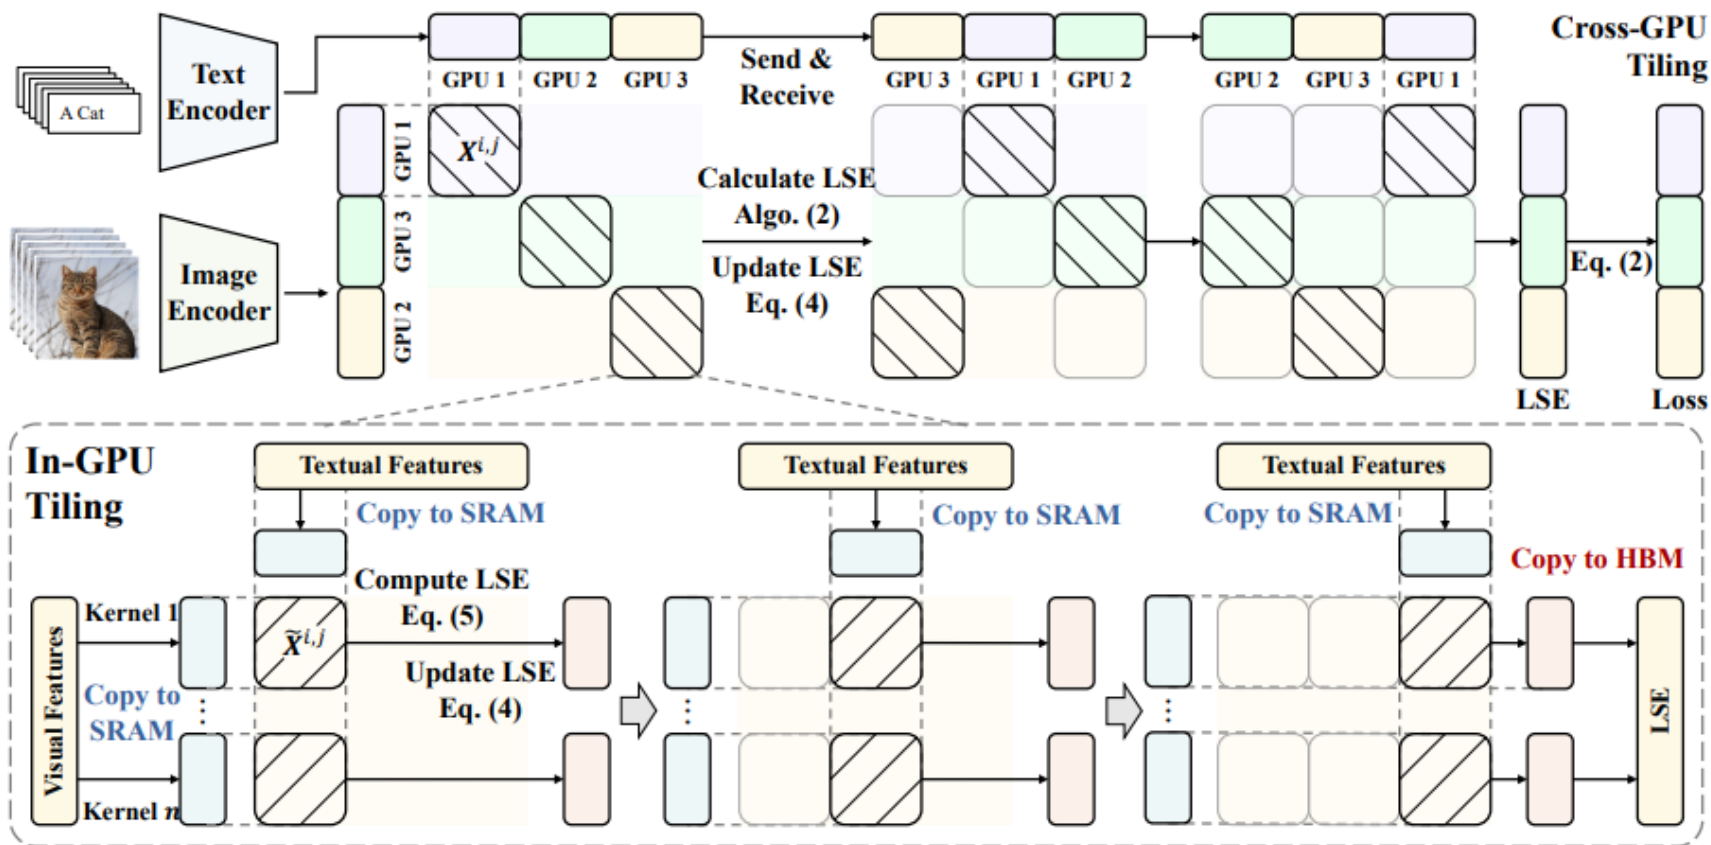 Text
Encoder
A Cat
GPU 1 GPU 2 GPU 3
Send &
Receive
GPU 3 GPU 1 GPU 2
GPU 2 GPU 3 GPU 1
Cross-GPU
Tiling
Image
Encoder
GPU 1
GPU 3
GPU 2
X^{i,j}
Calculate LSE
Algo. (2)
Update LSE
Eq. (4)
Eq. (2)
LSE
Loss
In-GPU
Tiling
Textual Features
Copy to SRAM
Textual Features
Copy to SRAM
Textual Features
Copy to SRAM
Visual Features
Kernel 1
Copy to
SRAM
⋮
Kernel n
X̃^{i,j}
Compute LSE
Eq. (5)
Update LSE
Eq. (4)
⋮
⋮
Copy to HBM
LSE